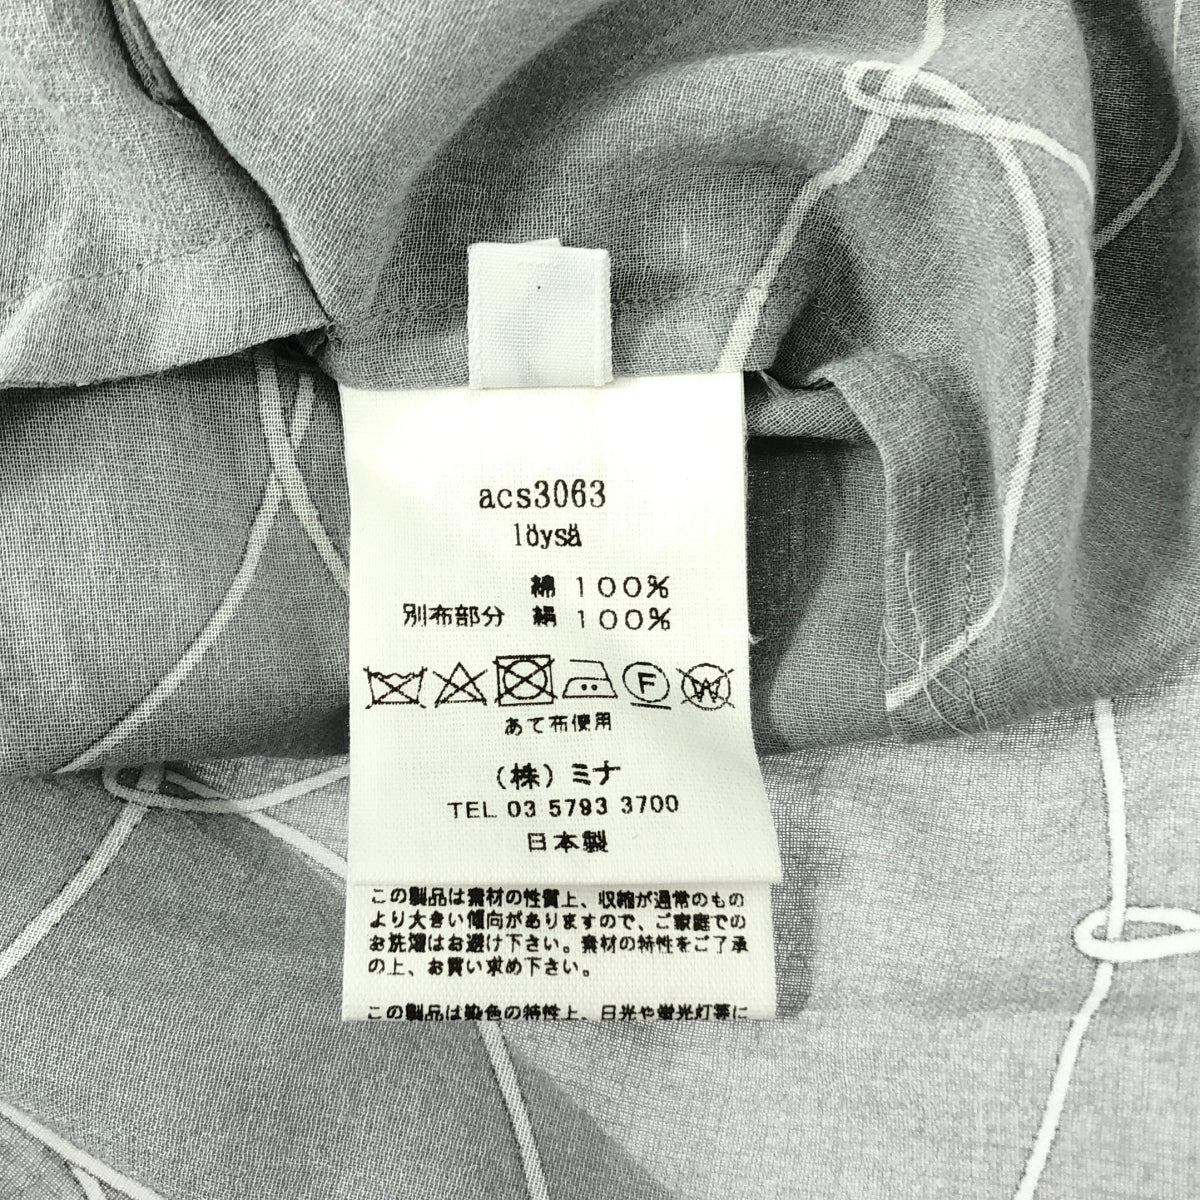 acs3063
löysä
綿 100%
別布部分 絹 100%
F W
あて布使用
(株)ミナ
TEL 03 5793 3700
日本製
この製品は素材の性質上、収縮が通常のもの
より大きい傾向がありますので、ご家庭での
お洗濯はお避け下さい。素材の特性をご了承
の上、お買い求め下さい。
この製品は染色の特性上、日光や蛍光灯等に